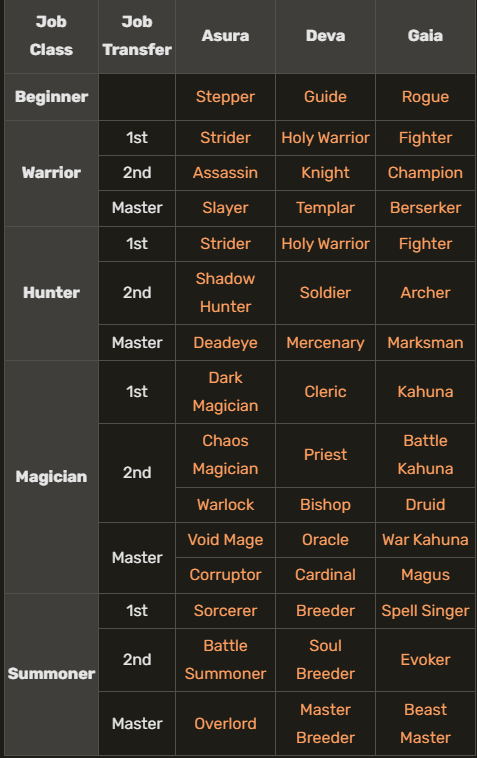 Job Class	Job Transfer	Asura	Deva	Gaia
Beginner		Stepper	Guide	Rogue
Warrior	1st	Strider	Holy Warrior	Fighter
2nd	Assassin	Knight	Champion
Master	Slayer	Templar	Berserker
Hunter	1st	Strider	Holy Warrior	Fighter
2nd	Shadow Hunter	Soldier	Archer
Master	Deadeye	Mercenary	Marksman
Magician	1st	Dark Magician	Cleric	Kahuna
2nd	Chaos Magician	Priest	Battle Kahuna
Warlock	Bishop	Druid
Master	Void Mage	Oracle	War Kahuna
Corruptor	Cardinal	Magus
Summoner	1st	Sorcerer	Breeder	Spell Singer
2nd	Battle Summoner	Soul Breeder	Evoker
Master	Overlord	Master Breeder	Beast Master